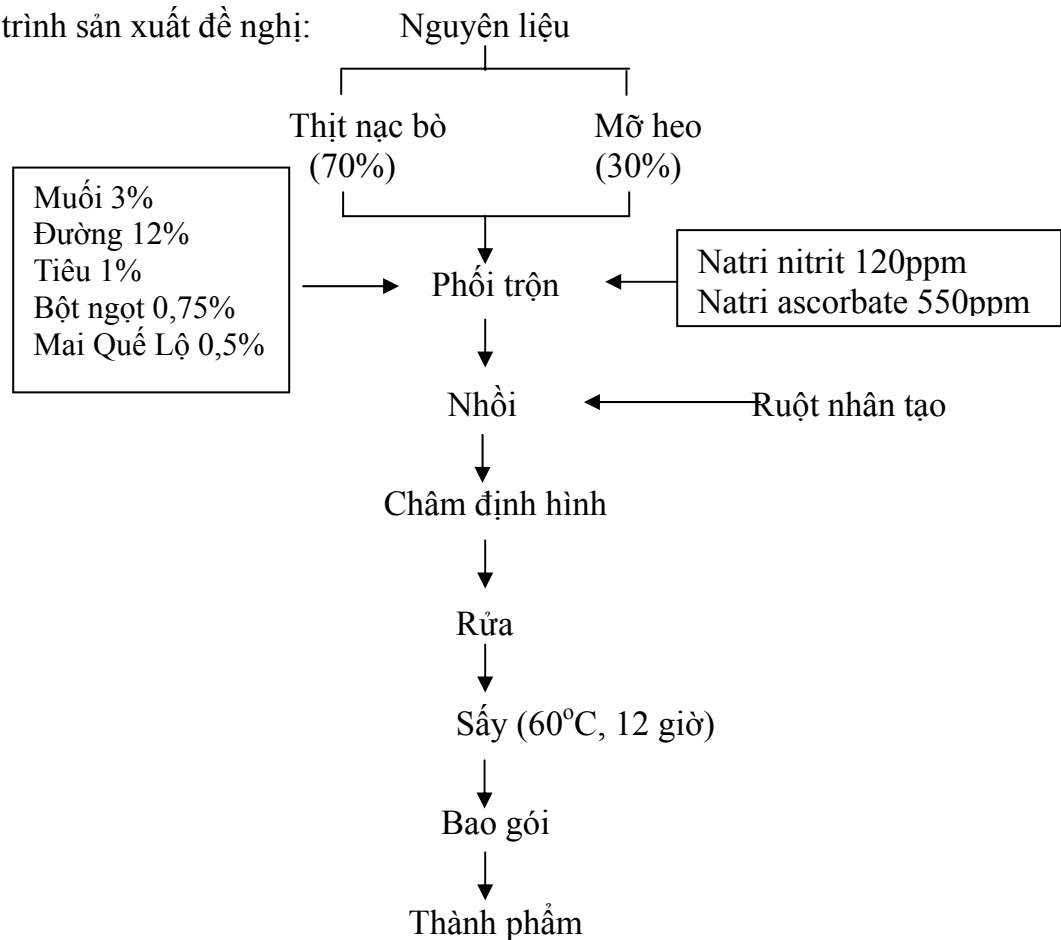 trình sản xuất đề nghị:
Nguyên liệu
Thịt nạc bò
(70%)
Mỡ heo
(30%)
Muối 3%
Đường 12%
Tiêu 1%
Bột ngọt 0,75%
Mai Quế Lộ 0,5%
Phối trộn
Natri nitrit 120ppm
Natri ascorbate 550ppm
Nhồi
Ruột nhân tạo
Châm định hình
Rửa
Sấy (60°C, 12 giờ)
Bao gói
Thành phẩm